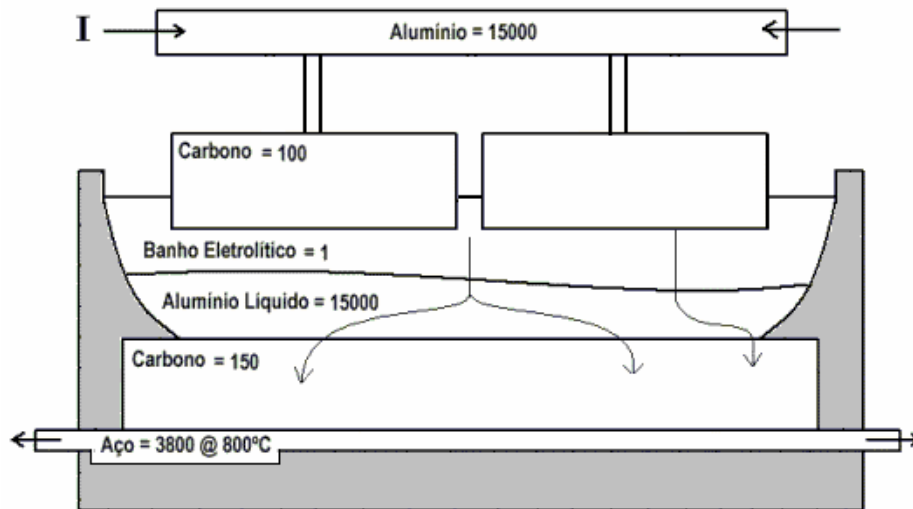 I
Alumínio = 15000
Carbono = 100
Banho Eletrolítico = 1
Alumínio Líquido = 15000
Carbono = 150
Aço = 3800 @ 800ºC